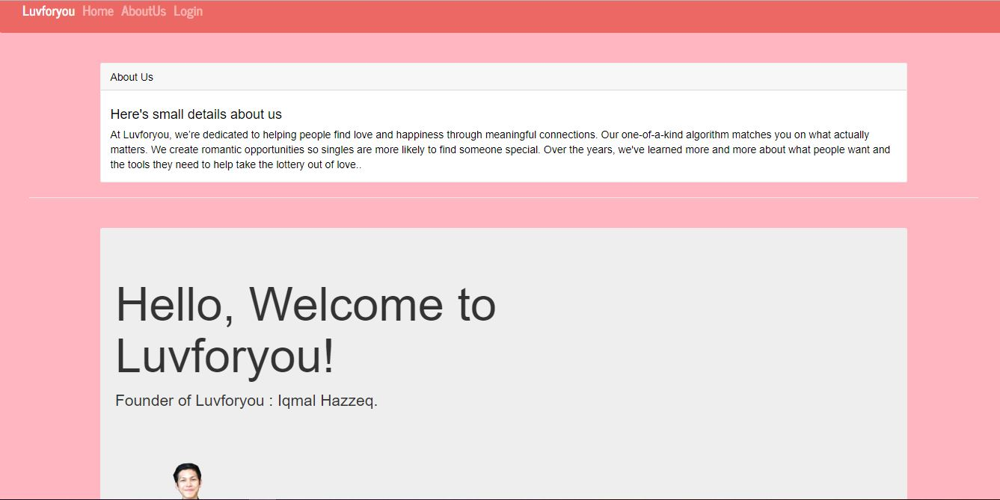 Luvforyou Home AboutUs Login
About Us
Here's small details about us
At Luvforyou, we’re dedicated to helping people find love and happiness through meaningful connections. Our one-of-a-kind algorithm matches you on what actually
matters. We create romantic opportunities so singles are more likely to find someone special. Over the years, we've learned more and more about what people want and
the tools they need to help take the lottery out of love..
Hello, Welcome to
Luvforyou!
Founder of Luvforyou : Iqmal Hazzeq.